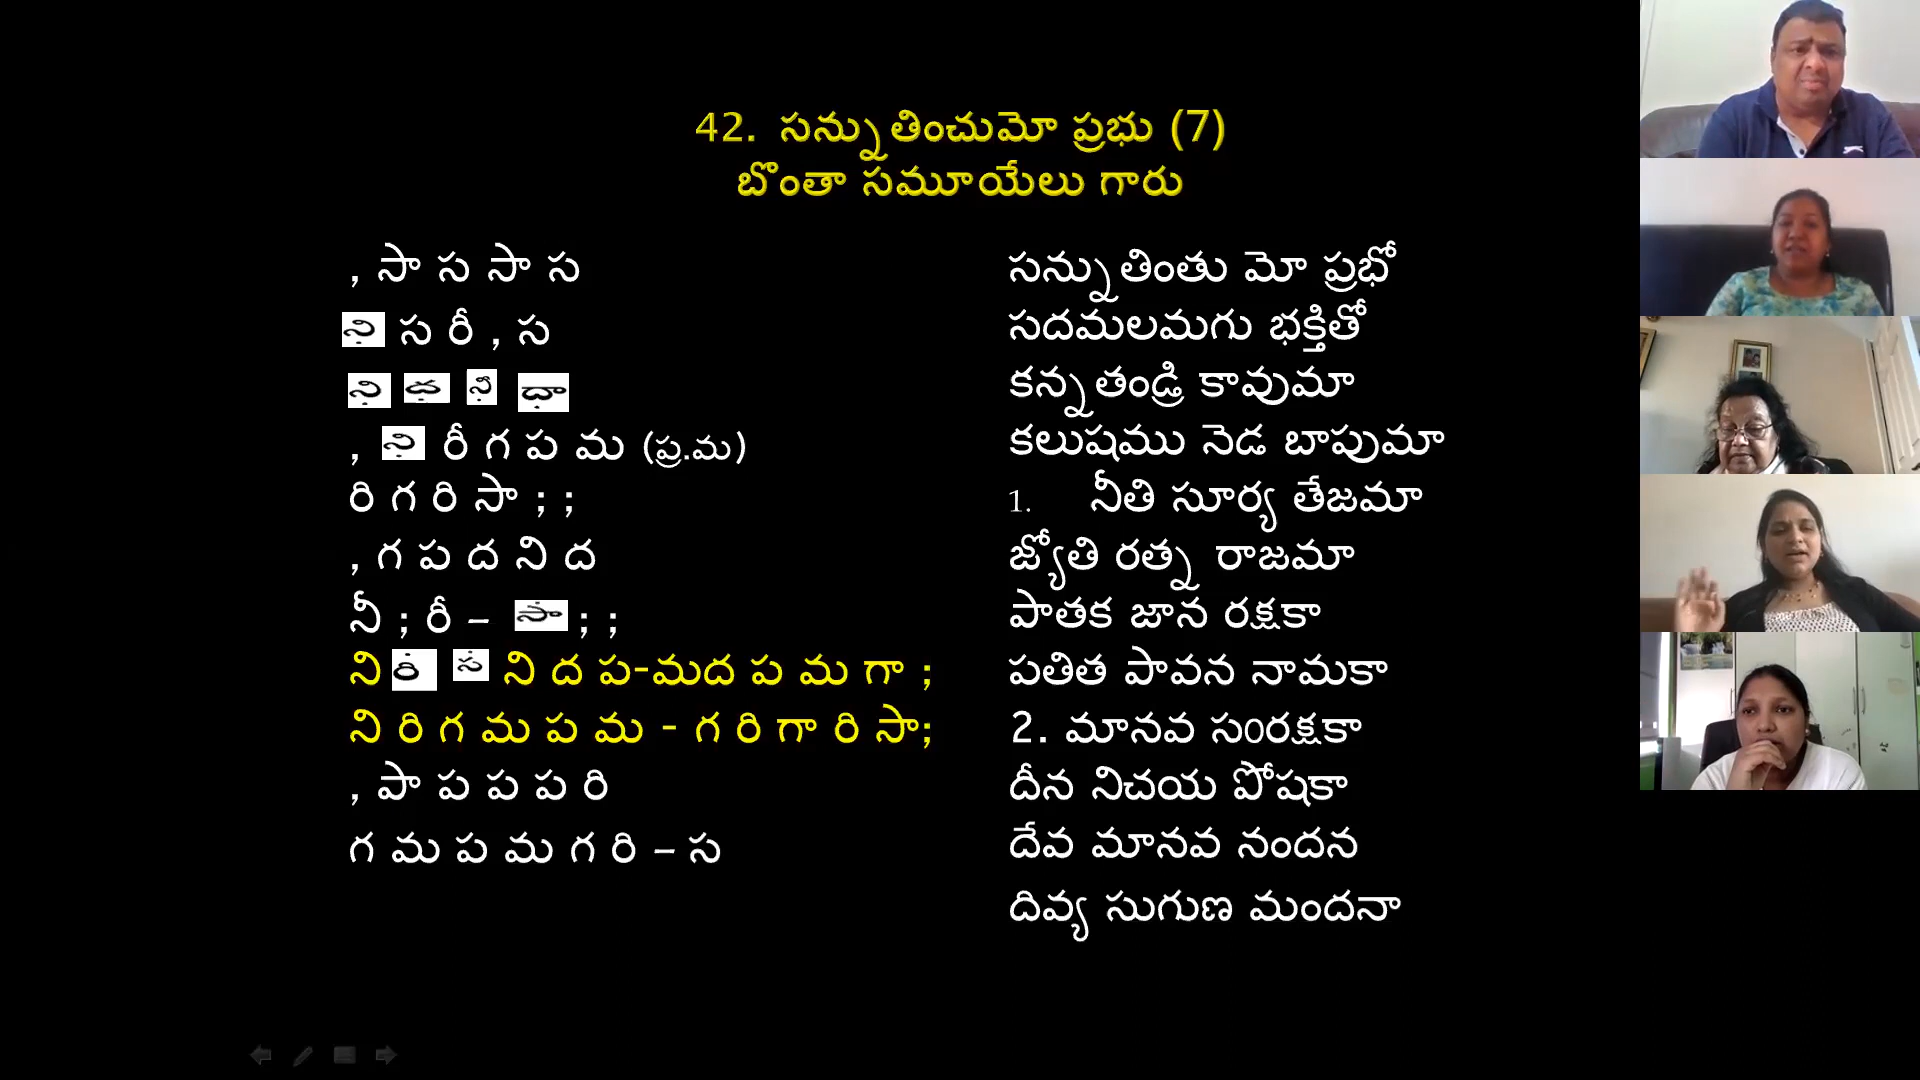 42. సన్నుతించుమో ప్రభు (7)
బొంతా సమూయేలు గారు
, సా స సా స
ని స రీ , స
ని ద ని ధా
, ని రీ గ ప మ (ప్ర.మ)
రి గ రి సా ; ;
, గ ప ద ని ద
నీ ; రీ – సా ; ;
ని రి స ని ద ప-మద ప మ గా ;
ని రి గ మ ప మ - గ రి గా రి సా;
, పా ప ప ప రి
గ మ ప మ గ రి – స
సన్నుతింతు మో ప్రభో
సదమలమగు భక్తితో
కన్నతండ్రి కావుమా
కలుషము నెడ బాపుమా
1. నీతి సూర్య తేజమా
జ్యోతి రత్న రాజమా
పాతక జాన రక్షకా
పతిత పావన నామకా
2. మానవ స0రక్షకా
దీన నిచయ పోషకా
దేవ మానవ నందన
దివ్య సుగుణ మందనా